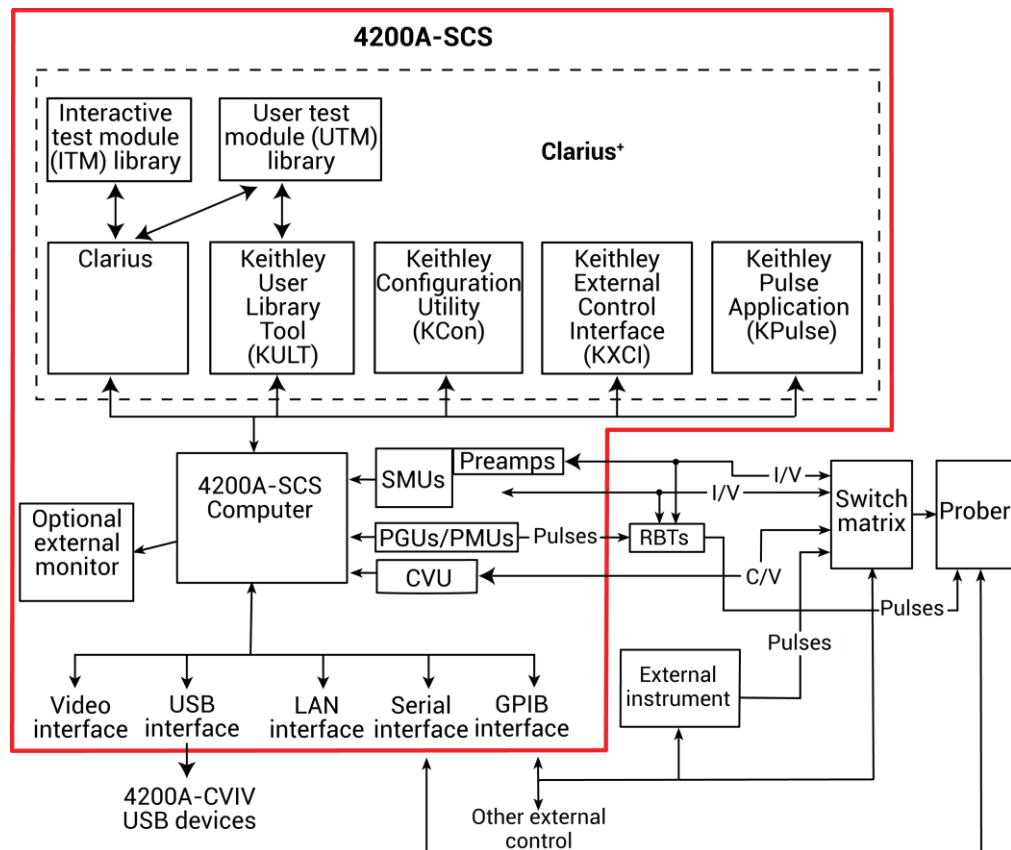 4200A-SCS
Interactive
test module
(ITM) library
User test
module (UTM)
library
Clarius+
Clarius
Keithley
User
Library
Tool
(KULT)
Keithley
Configuration
Utility
(KCon)
Keithley
External
Control
Interface
(KXCI)
Keithley
Pulse
Application
(KPulse)
4200A-SCS
Computer
Optional
external
monitor
SMUs
Preamps
I/V
I/V
PGUs/PMUs
Pulses
RBTs
CVU
C/V
Switch
matrix
Prober
Pulses
Pulses
External
instrument
Video
interface
USB
interface
LAN
interface
Serial
interface
GPIB
interface
4200A-CVIV
USB devices
Other external
control